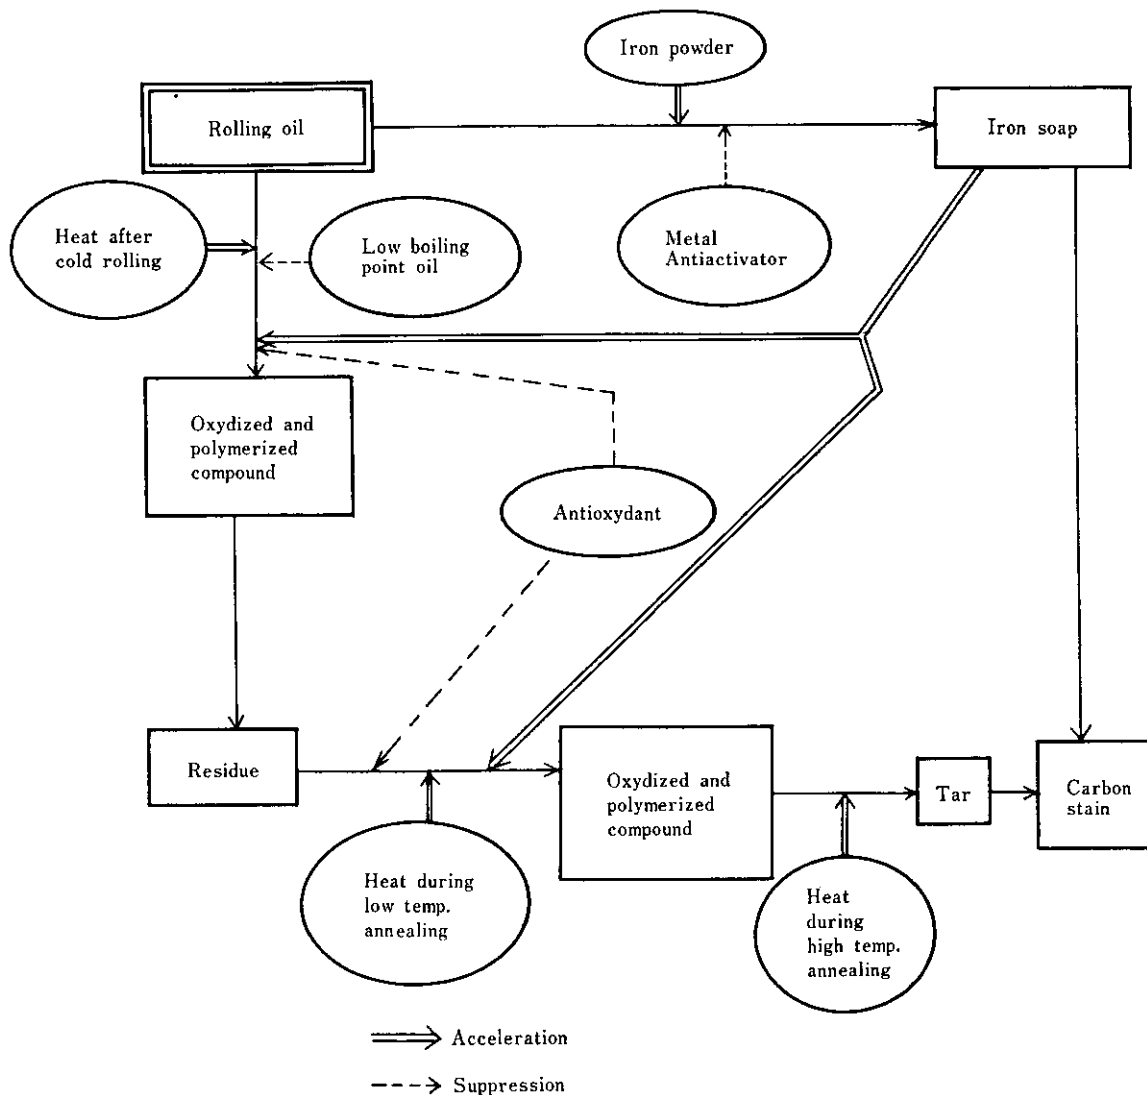 Iron powder
Rolling oil
Iron soap
Heat after
cold rolling
Low boiling
point oil
Metal
Antiactivator
Oxydized and
polymerized
compound
Antioxydant
Residue
Oxydized and
polymerized
compound
Tar
Carbon
stain
Heat during
low temp.
annealing
Heat
during
high temp.
annealing
Acceleration
Suppression